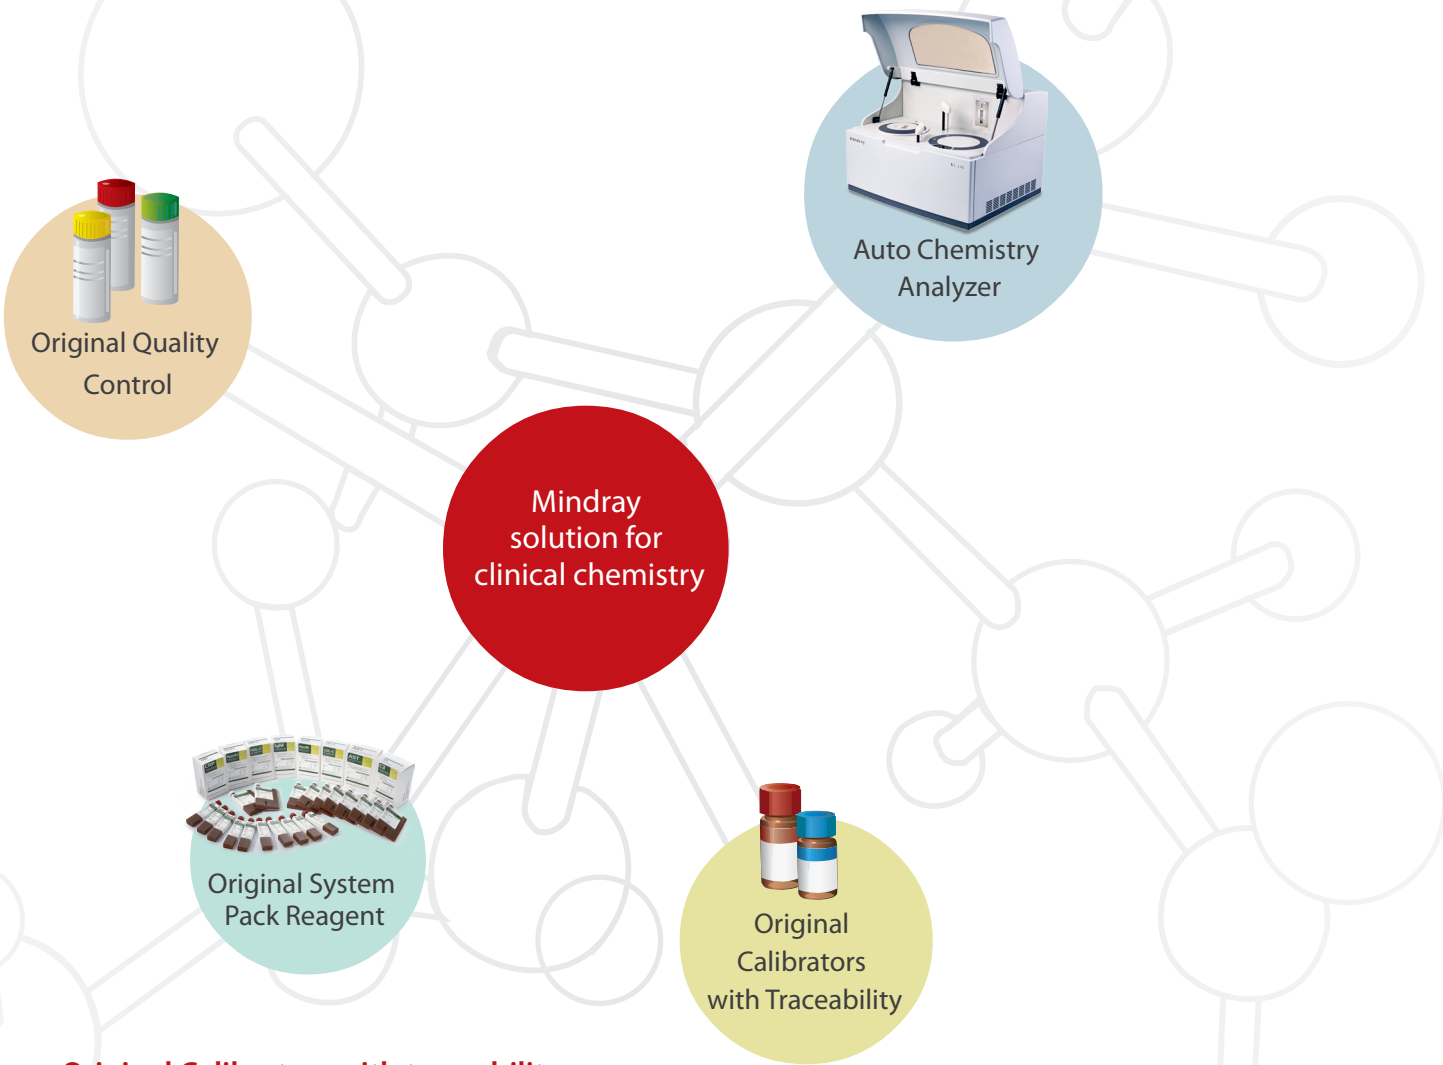 Auto Chemistry
Analyzer
Original Quality
Control
Mindray
solution for
clinical chemistry
Original System
Pack Reagent
Original
Calibrators
with Traceability